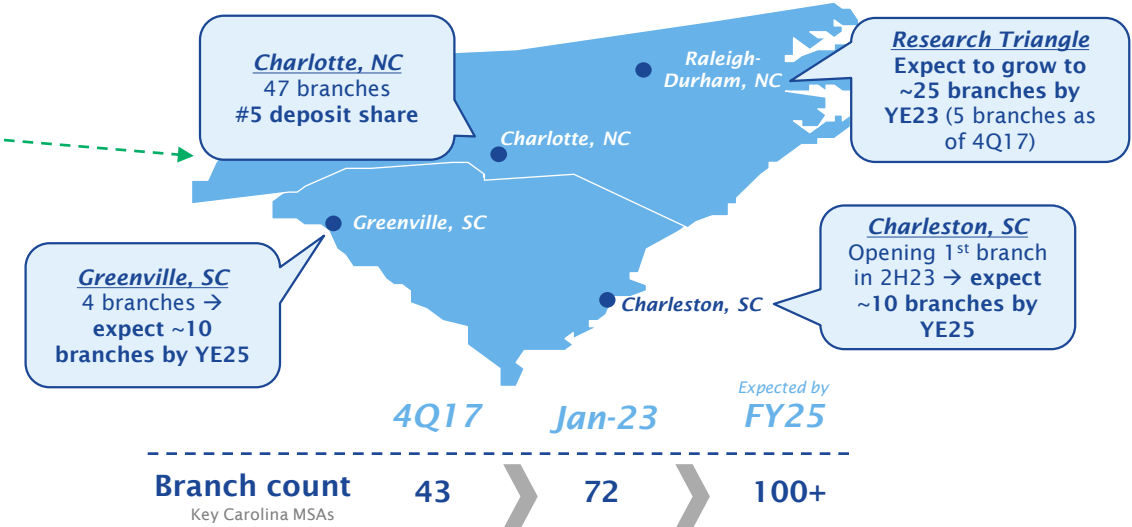 Charlotte, NC
47 branches
#5 deposit share
Raleigh-
Durham, NC
Research Triangle
Expect to grow to
~25 branches by
YE23 (5 branches as
of 4Q17)
Charlotte, NC
Greenville, SC
Greenville, SC
4 branches →
expect ~10
branches by YE25
Charleston, SC
Charleston, SC
Opening 1st branch
in 2H23 → expect
~10 branches by
YE25
4Q17
Jan-23
Expected by
FY25
Branch count
Key Carolina MSAs
43
72
100+